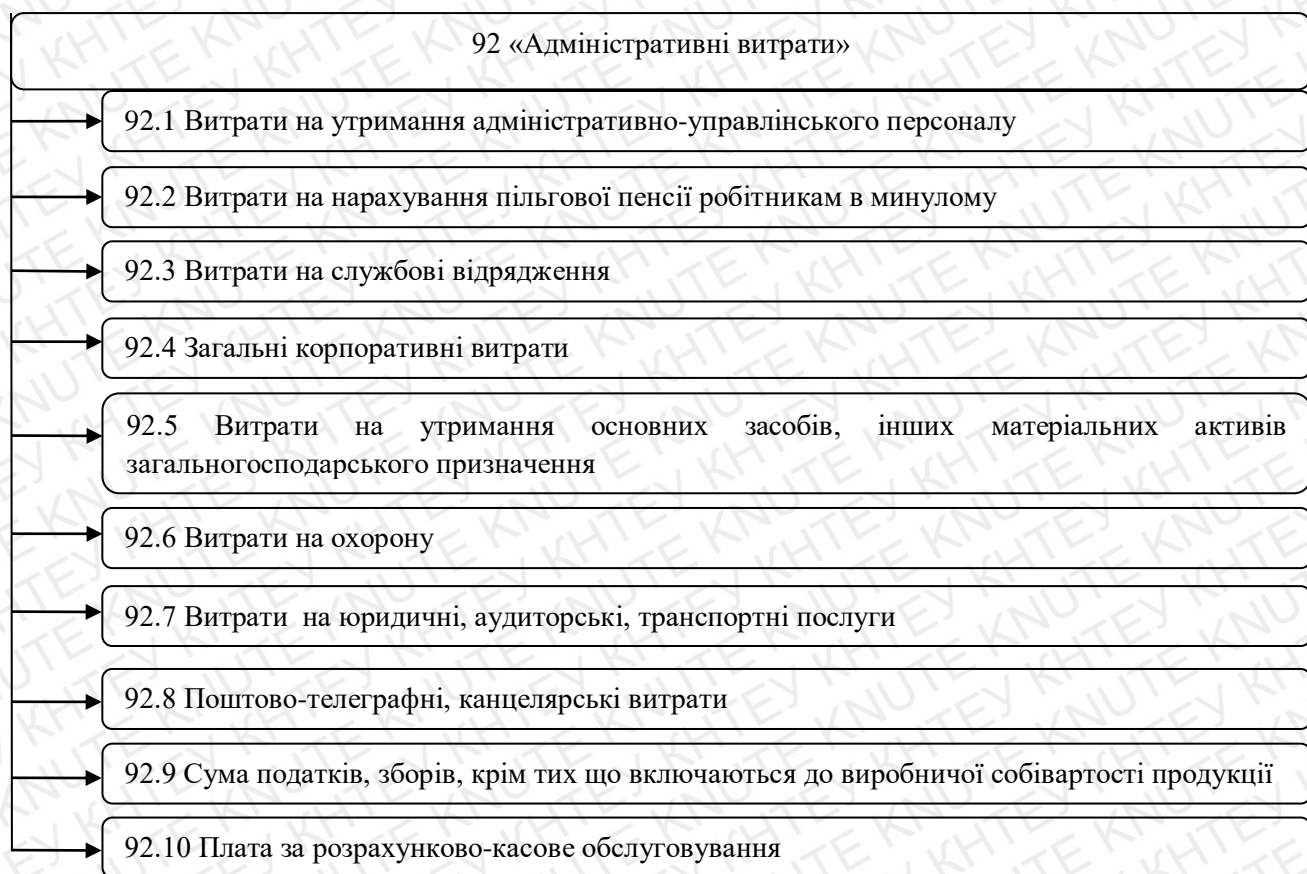 92 «Адміністративні витрати»
92.1 Витрати на утримання адміністративно-управлінського персоналу
92.2 Витрати на нарахування пільгової пенсії робітникам в минулому
92.3 Витрати на службові відрядження
92.4 Загальні корпоративні витрати
92.5 Витрати на утримання основних засобів, інших матеріальних активів
загальногосподарського призначення
92.6 Витрати на охорону
92.7 Витрати на юридичні, аудиторські, транспортні послуги
92.8 Поштово-телеграфні, канцелярські витрати
92.9 Сума податків, зборів, крім тих що включаються до виробничої собівартості продукції
92.10 Плата за розрахунково-касове обслуговування